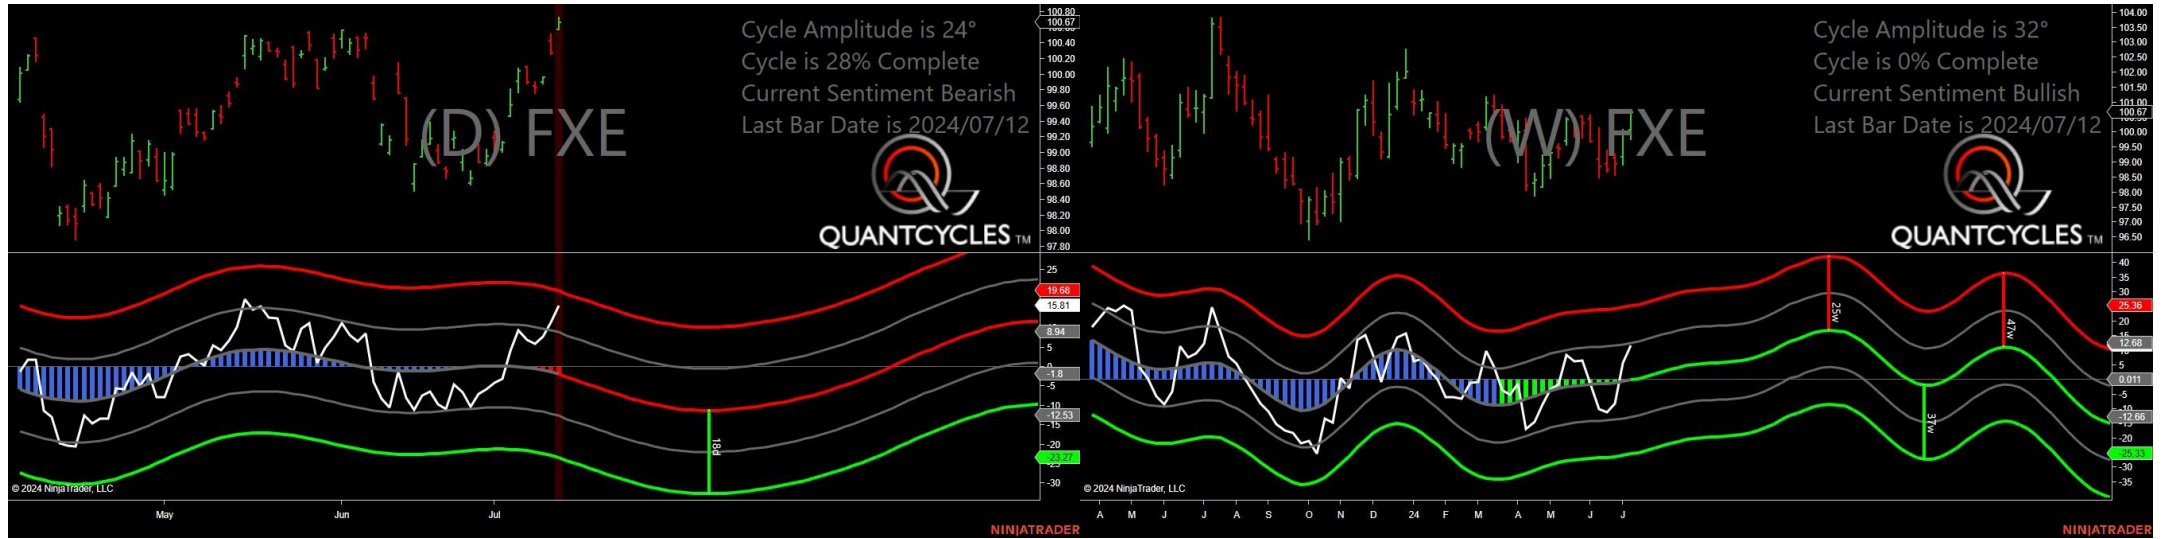 Cycle Amplitude is 24°
Cycle is 28% Complete
Current Sentiment Bearish
Last Bar Date is 2024/07/12
(D) FXE
QUANTCYCLES TM
100.80
100.67
100.40
100.20
100.00
99.80
99.60
99.40
99.20
99.00
98.80
98.60
98.40
98.20
98.00
97.80
25
19.68
15.81
8.94
5
-1.8
-5
-10
-12.53
-15
-20
-23.27
-30
18d
© 2024 NinjaTrader, LLC
May Jun Jul
NINJATRADER
Cycle Amplitude is 32°
Cycle is 0% Complete
Current Sentiment Bullish
Last Bar Date is 2024/07/12
(W) FXE
QUANTCYCLES TM
104.00
103.50
103.00
102.50
102.00
101.50
101.00
100.67
100.00
99.50
99.00
98.50
98.00
97.50
97.00
96.50
40
35
30
25.36
20
15
12.68
5
0.011
-5
-12.66
-15
-20
-25.33
-30
-35
25w
47w
37w
© 2024 NinjaTrader, LLC
A M J J A S O N D 24 F M A M J J
NINJATRADER